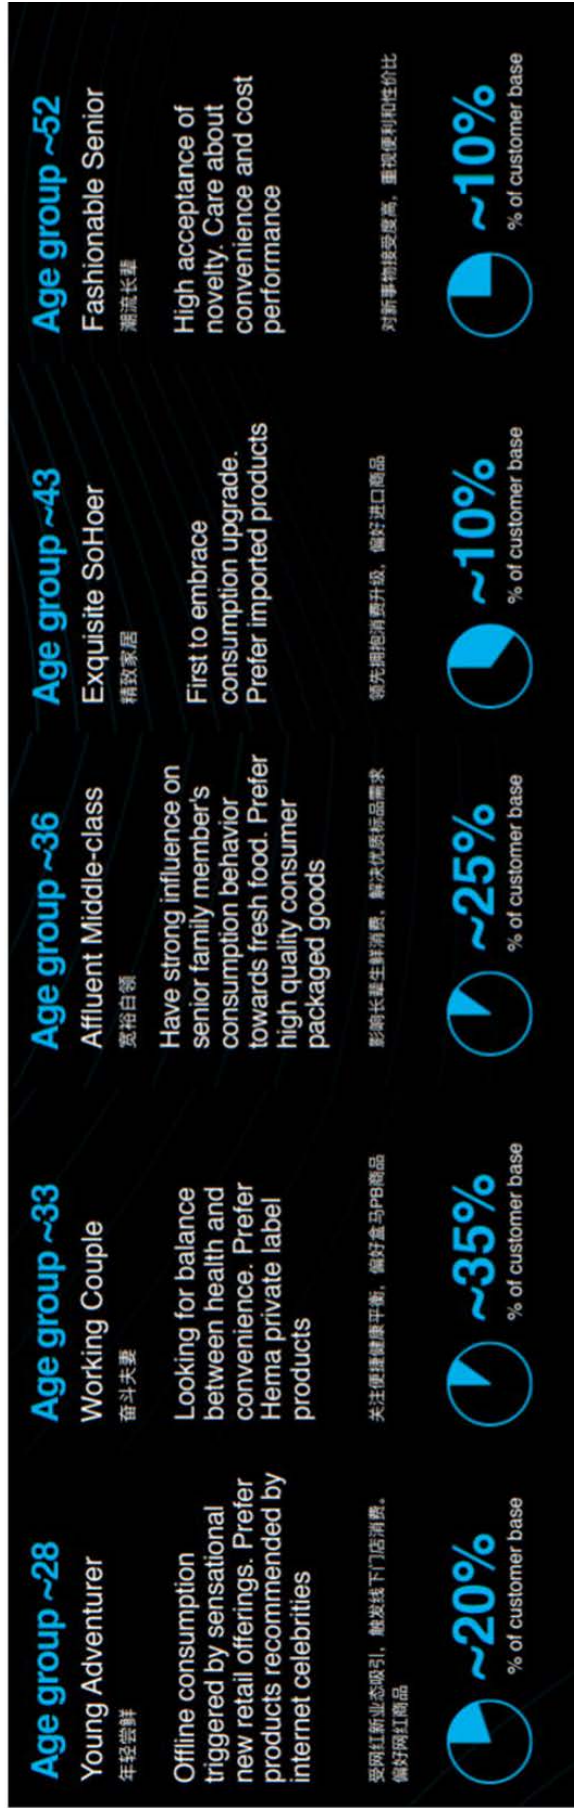 Age group ~28
Young Adventurer
年轻尝鲜
Offline consumption
triggered by sensational
new retail offerings. Prefer
products recommended by
internet celebrities
受网红新业态吸引，触发线下门店消费。
偏好网红商品
~20%
% of customer base
Age group ~33
Working Couple
奋斗夫妻
Looking for balance
between health and
convenience. Prefer
Hema private label
products
关注便捷健康平衡，偏好盒马PB商品
~35%
% of customer base
Age group ~36
Affluent Middle-class
宽裕白领
Have strong influence on
senior family member's
consumption behavior
towards fresh food. Prefer
high quality consumer
packaged goods
影响长辈生鲜消费，解决优质标品需求
~25%
% of customer base
Age group ~43
Exquisite SoHoer
精致家居
First to embrace
consumption upgrade.
Prefer imported products
领先拥抱消费升级，偏好进口商品
~10%
% of customer base
Age group ~52
Fashionable Senior
潮流长辈
High acceptance of
novelty. Care about
convenience and cost
performance
对新事物接受度高，重视便利和性价比
~10%
% of customer base